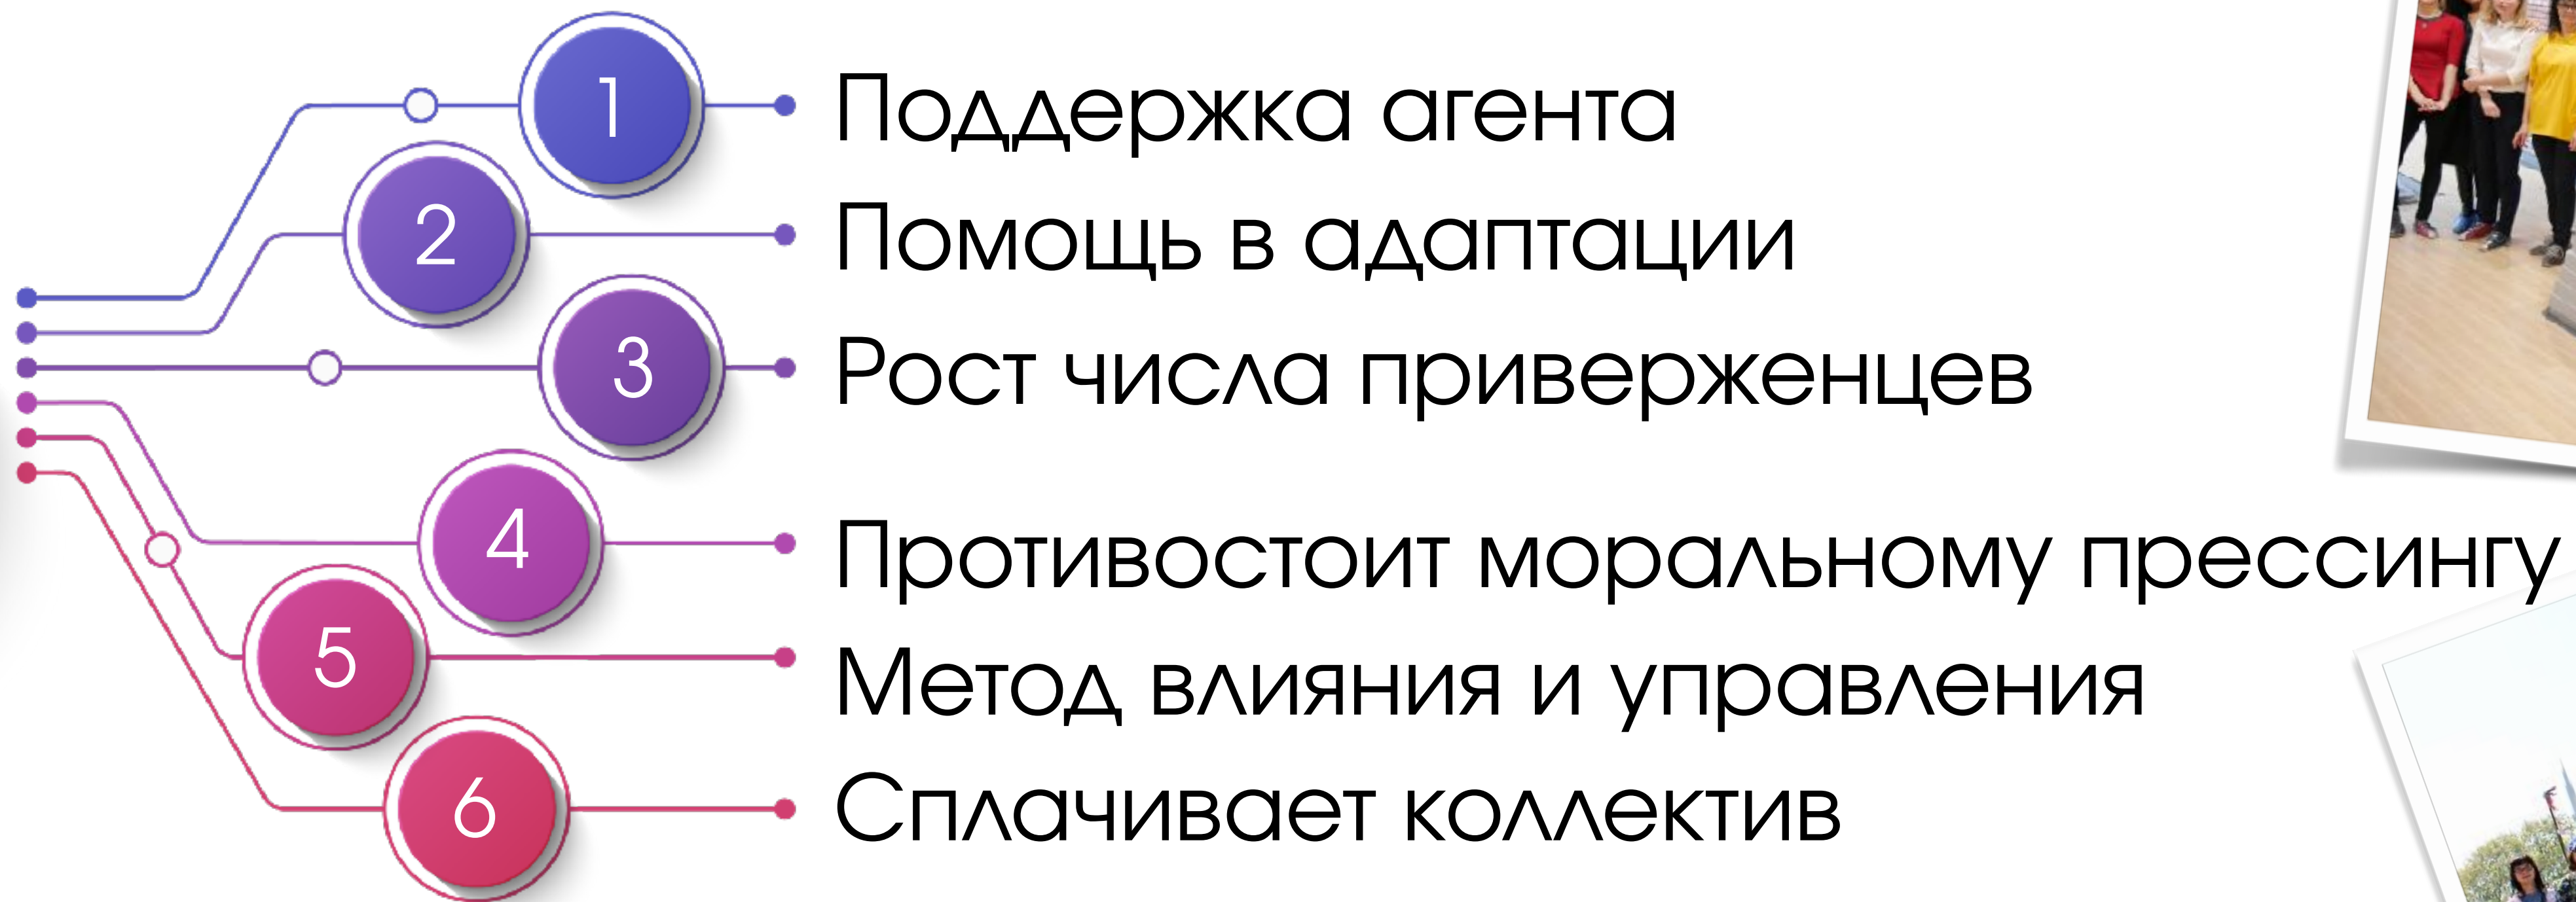 1 Поддержка агента
2 Помощь в адаптации
3 Рост числа приверженцев
4 Противостоит моральному прессингу
5 Метод влияния и управления
6 Сплачивает коллектив